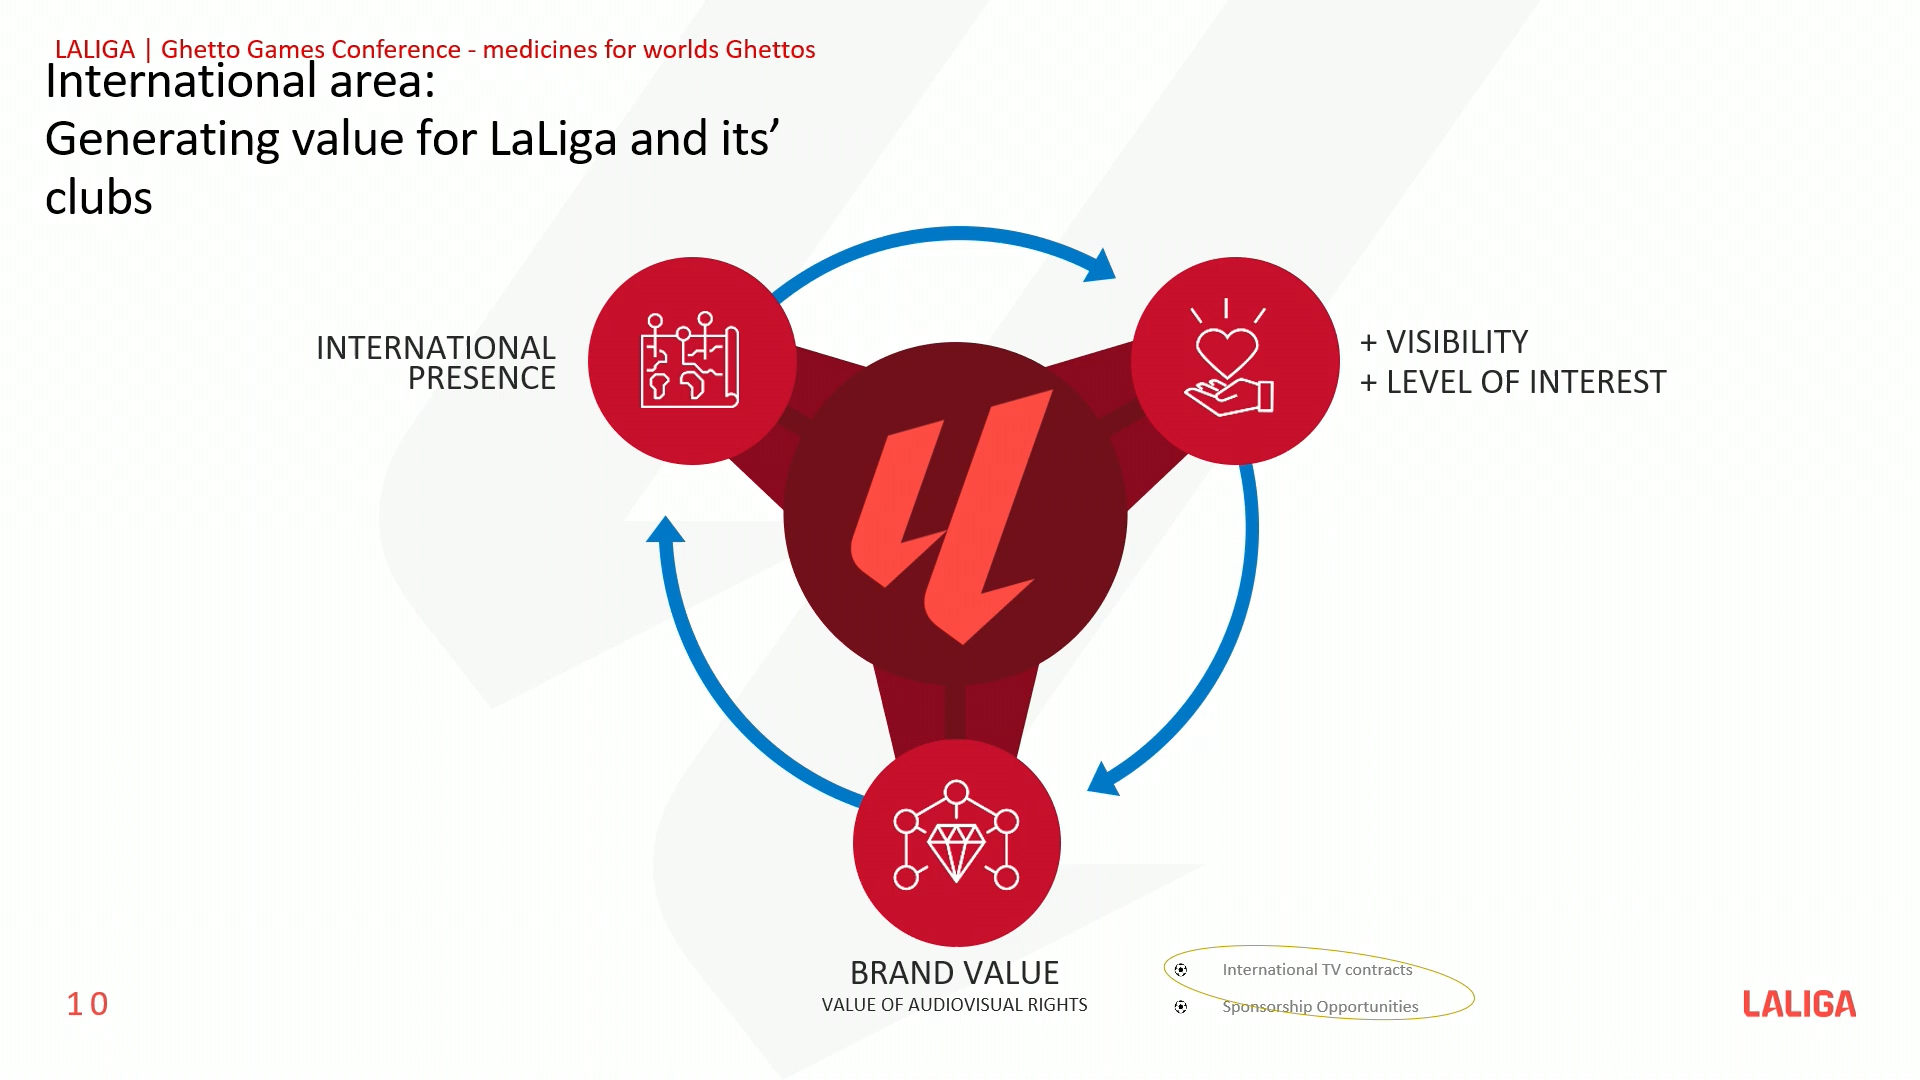 LALIGA | Ghetto Games Conference - medicines for worlds Ghettos
International area:
Generating value for LaLiga and its’
clubs
INTERNATIONAL
PRESENCE
+ VISIBILITY
+ LEVEL OF INTEREST
BRAND VALUE
VALUE OF AUDIOVISUAL RIGHTS
International TV contracts
Sponsorship Opportunities
10
LALIGA